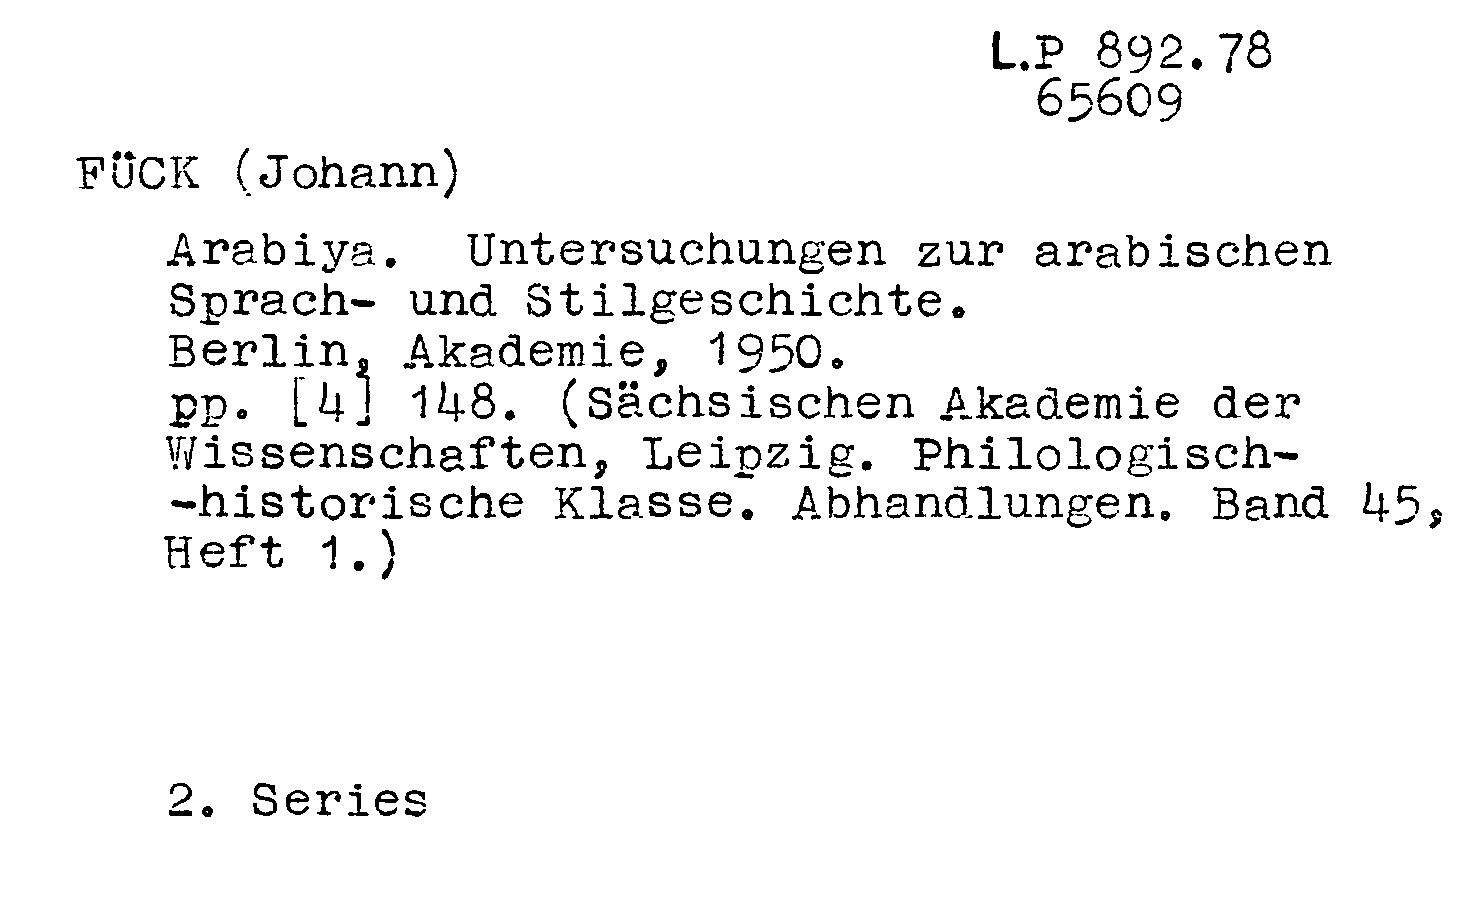 L.P 892.78
65609
FÜCK (Johann)
Arabiya. Untersuchungen zur arabischen
Sprach- und Stilgeschichte.
Berlin, Akademie, 1950.
pp. [4] 148. (Sächsischen Akademie der
Wissenschaften, Leipzig. Philologisch-
-historische Klasse. Abhandlungen. Band 45,
Heft 1.)
2. Series